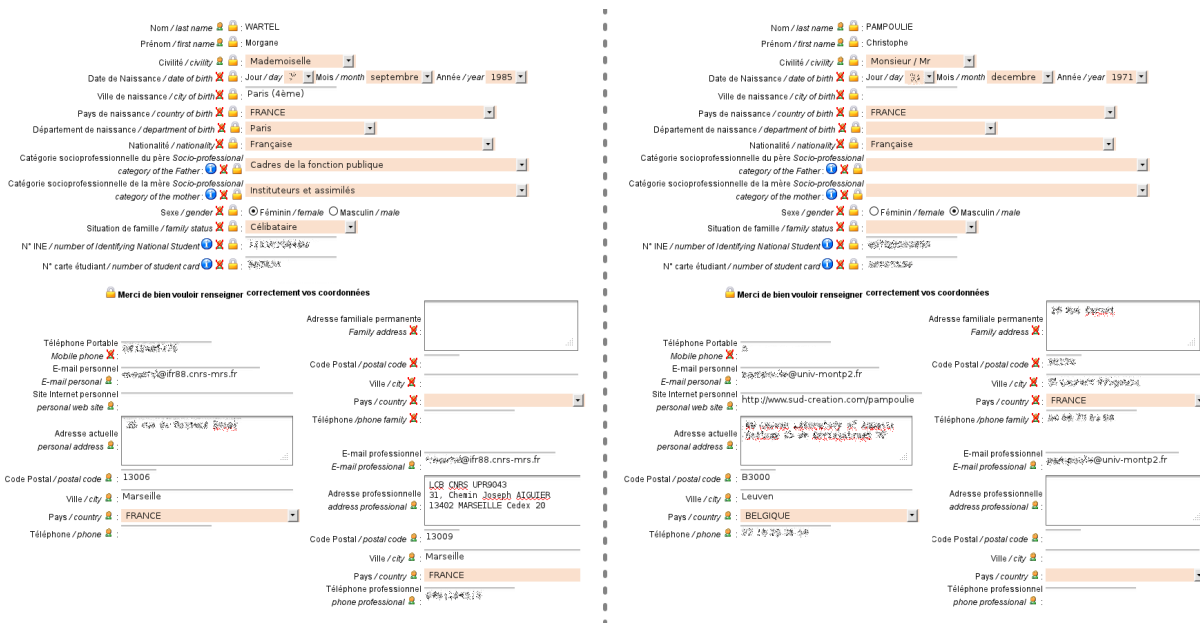 Nom / last name : WARTEL
Prénom / first name : Morgane
Civilité / civility : Mademoiselle
Date de Naissance / date of birth : Jour / day Mois / month septembre Année / year 1985
Ville de naissance / city of birth : Paris (4ème)
Pays de naissance / country of birth : FRANCE
Département de naissance / department of birth : Paris
Nationalité / nationality : Française
Catégorie socioprofessionnelle du père Socio-professional
category of the Father : Cadres de la fonction publique
Catégorie socioprofessionnelle de la mère Socio-professional
category of the mother : Instituteurs et assimilés
Sexe / gender : Féminin / female Masculin / male
Situation de famille / family status : Célibataire
N° INE / number of Identifying National Student :
N° carte étudiant / number of student card :
Merci de bien vouloir renseigner correctement vos coordonnées
Téléphone Portable
Mobile phone :
E-mail personnel
E-mail personal : @ifr88.cnrs-mrs.fr
Site Internet personnel
personal web site :
Adresse actuelle
personal address :
Code Postal / postal code : 13006
Ville / city : Marseille
Pays / country : FRANCE
Téléphone / phone :
Adresse familiale permanente
Family address :
Code Postal / postal code :
Ville / city :
Pays / country :
Téléphone /phone family :
E-mail professionnel
E-mail professional : @ifr88.cnrs-mrs.fr
Adresse professionnelle
address professional :
LCB CNRS UPR9043
31, Chemin Joseph AIGUIER
13402 MARSEILLE Cedex 20
Code Postal / postal code : 13009
Ville / city : Marseille
Pays / country : FRANCE
Téléphone professionnel
phone professional :
Nom / last name : PAMPOULIE
Prénom / first name : Christophe
Civilité / civility : Monsieur / Mr
Date de Naissance / date of birth : Jour / day Mois / month decembre Année / year 1971
Ville de naissance / city of birth :
Pays de naissance / country of birth : FRANCE
Département de naissance / department of birth :
Nationalité / nationality : Française
Catégorie socioprofessionnelle du père Socio-professional
category of the Father :
Catégorie socioprofessionnelle de la mère Socio-professional
category of the mother :
Sexe / gender : Féminin / female Masculin / male
Situation de famille / family status :
N° INE / number of Identifying National Student :
N° carte étudiant / number of student card :
Merci de bien vouloir renseigner correctement vos coordonnées
Téléphone Portable
Mobile phone :
E-mail personnel
E-mail personal : @univ-montp2.fr
Site Internet personnel
personal web site : http://www.sud-creation.com/pampoulie
Adresse actuelle
personal address :
Code Postal / postal code : B3000
Ville / city : Leuven
Pays / country : BELGIQUE
Téléphone / phone :
Adresse familiale permanente
Family address :
Code Postal / postal code :
Ville / city :
Pays / country : FRANCE
Téléphone /phone family :
E-mail professionnel
E-mail professional : @univ-montp2.fr
Adresse professionnelle
address professional :
Code Postal / postal code :
Ville / city :
Pays / country :
Téléphone professionnel
phone professional :